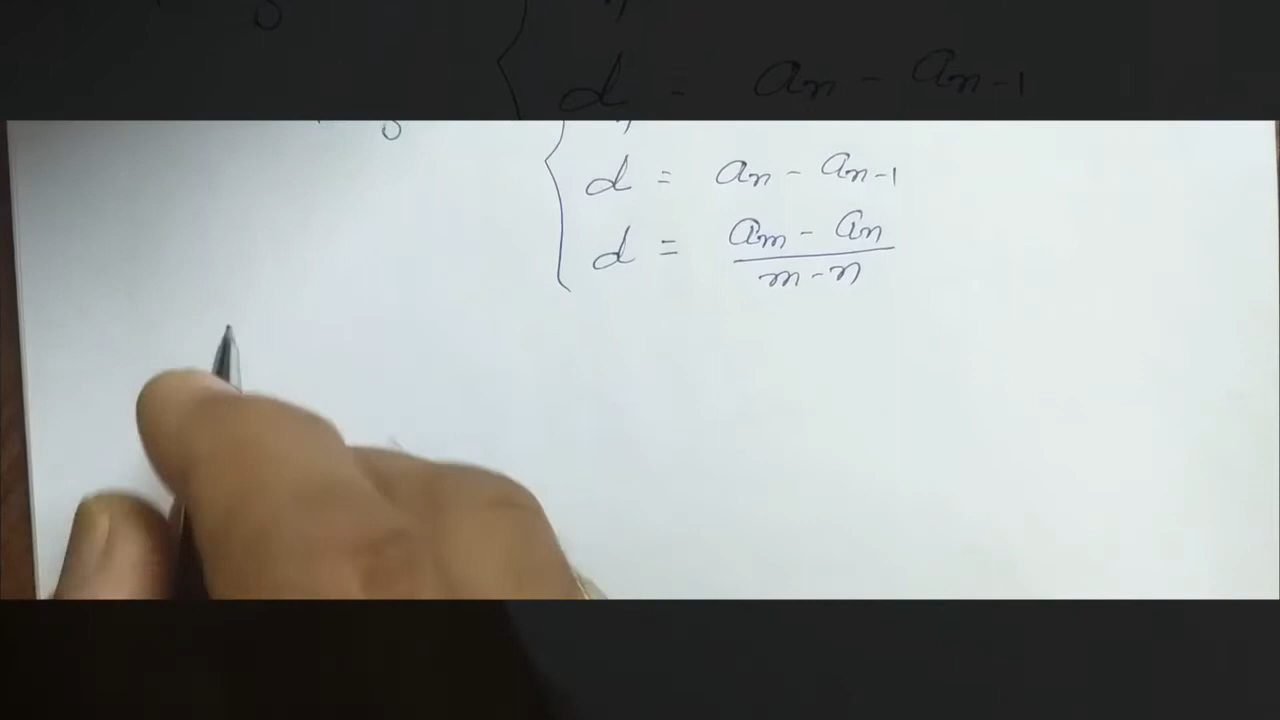 d = aₙ - aₙ₋₁
d = (aₘ - aₙ)/(m - n)